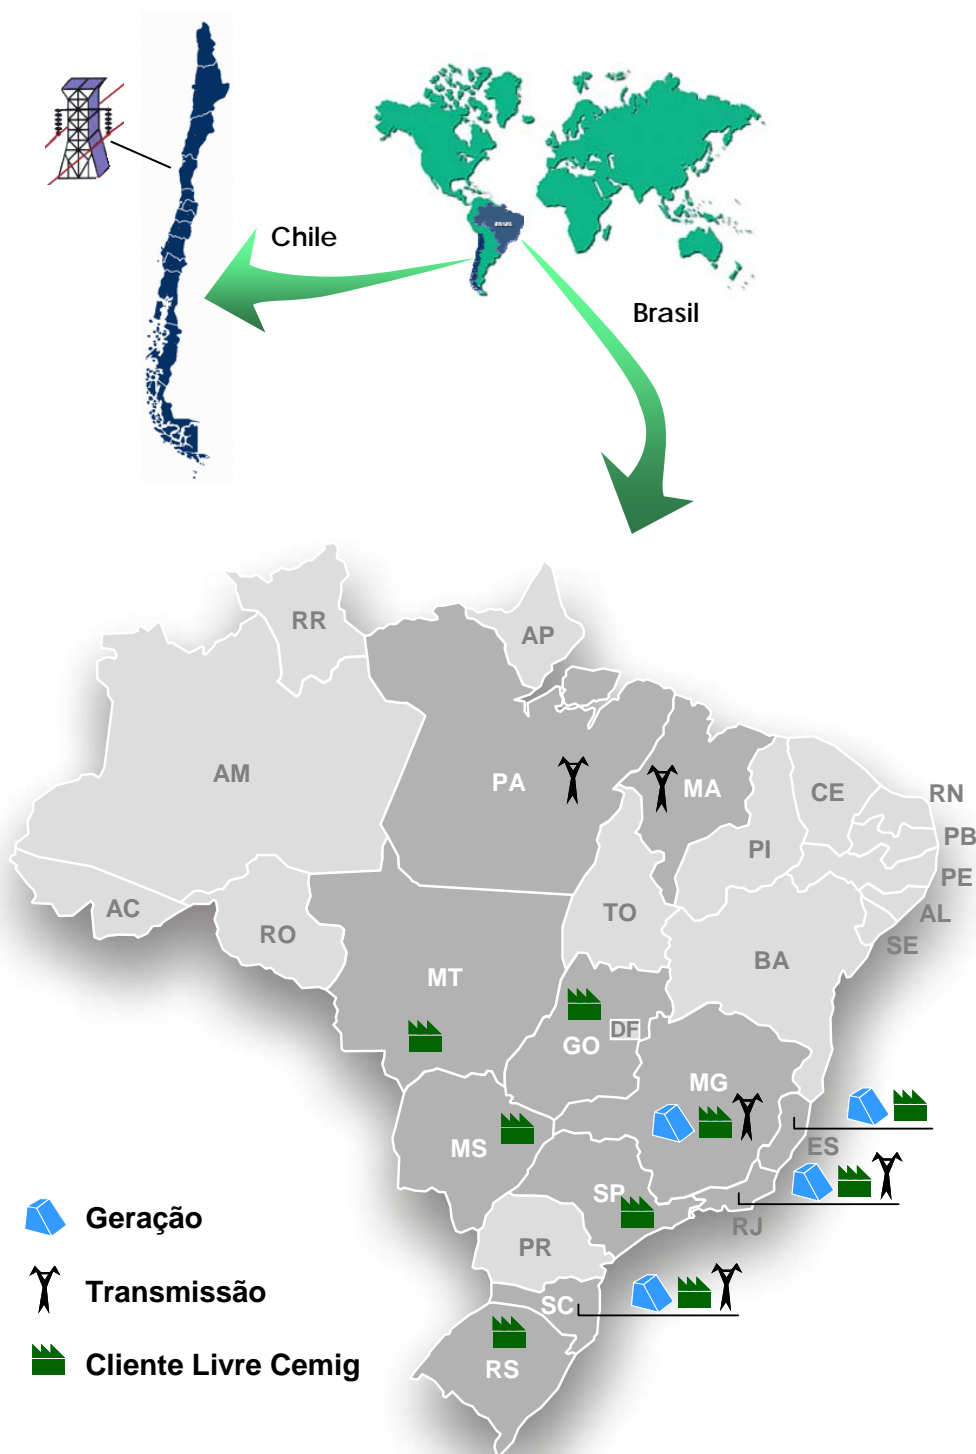 BRASIL
Chile
Brasil
RR
AP
AM
PA
MA
CE
RN
PB
PI
PE
AC
TO
AL
RO
SE
BA
MT
DF
GO
MG
MS
ES
SP
RJ
PR
SC
RS
Geração
Transmissão
Cliente Livre Cemig